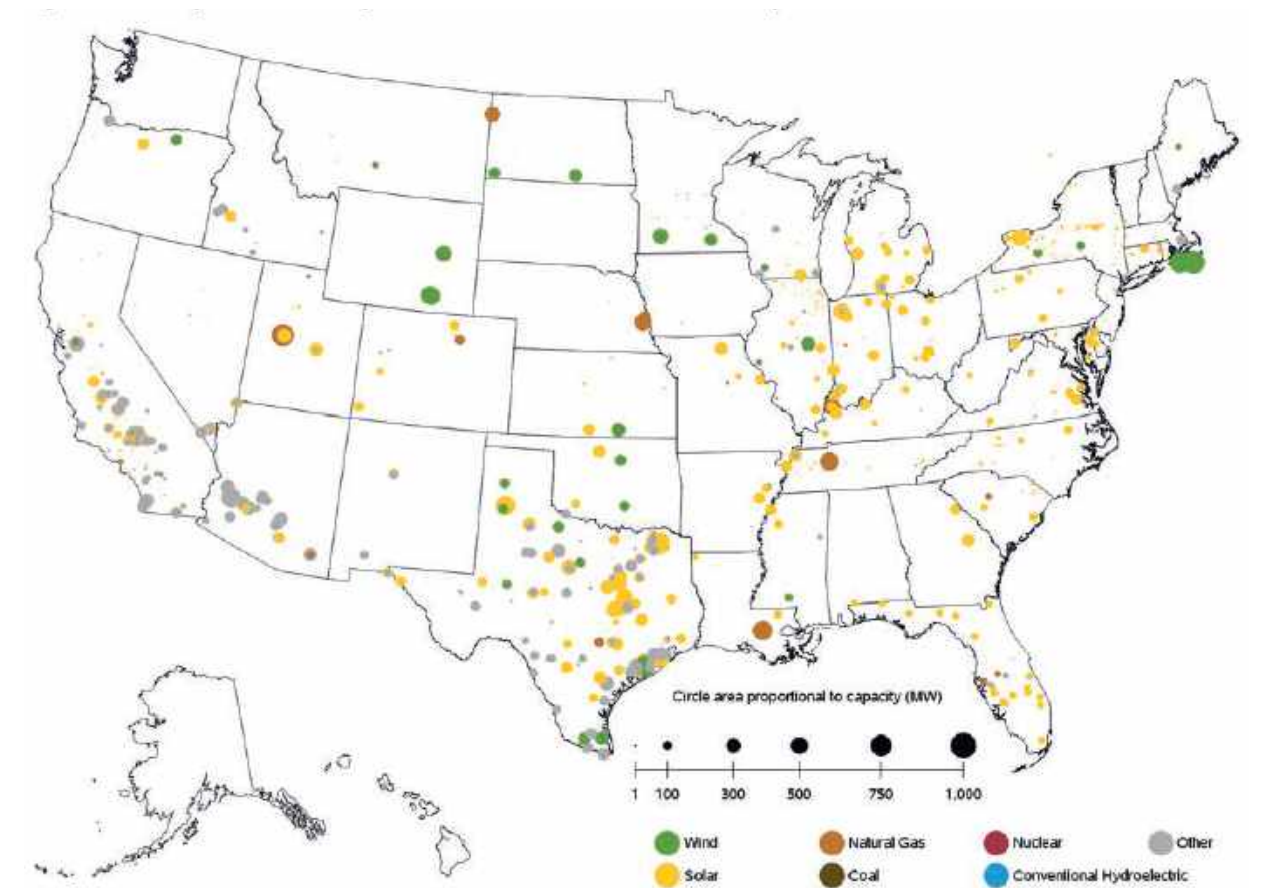 Circle area proportional to capacity (MW)
1 100 300 500 750 1,000
Wind Natural Gas Nuclear Other
Solar Coal Conventional Hydroelectric